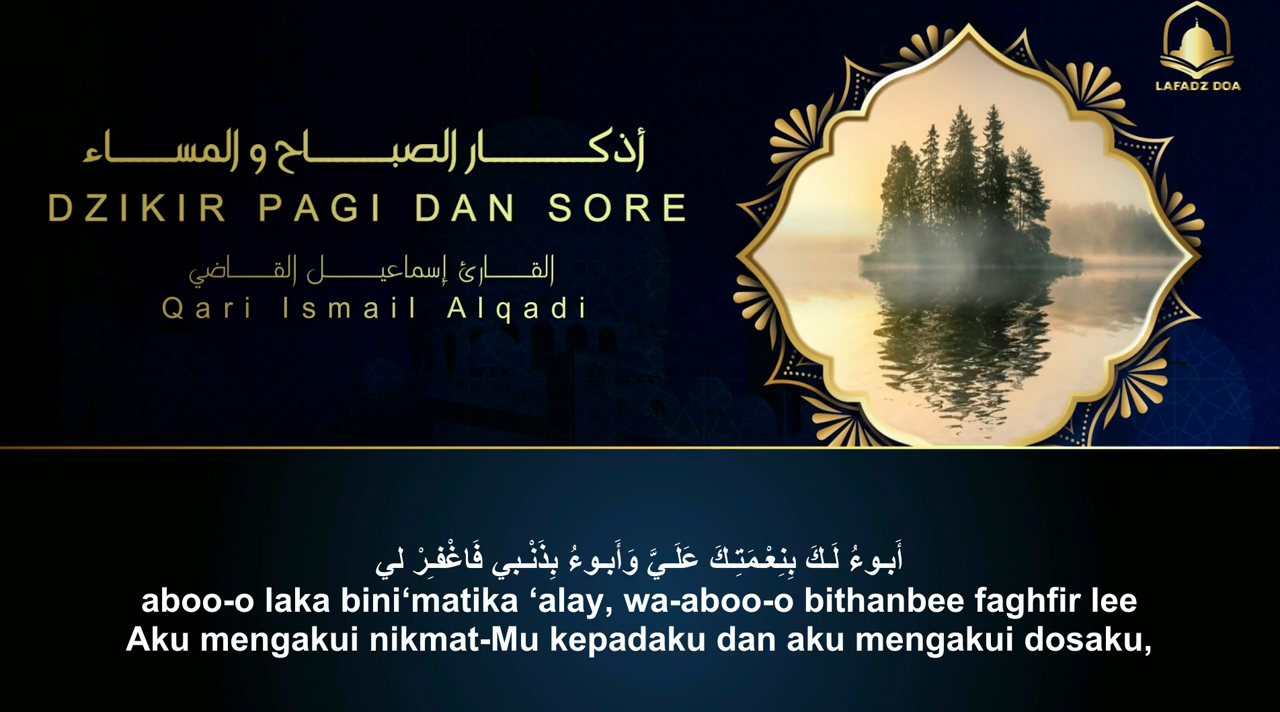 LAFADZ DOA
أذكار الصباح و المساء
DZIKIR PAGI DAN SORE
القارئ إسماعيل القاضي
Qari Ismail Alqadi
أَبـوءُ لَـكَ بِنِعْـمَتِـكَ عَلَـيَّ وَأَبـوءُ بِذَنْـبي فَاغْفـِرْ لي
aboo-o laka bini‘matika ‘alay, wa-aboo-o bithanbee faghfir lee
Aku mengakui nikmat-Mu kepadaku dan aku mengakui dosaku,